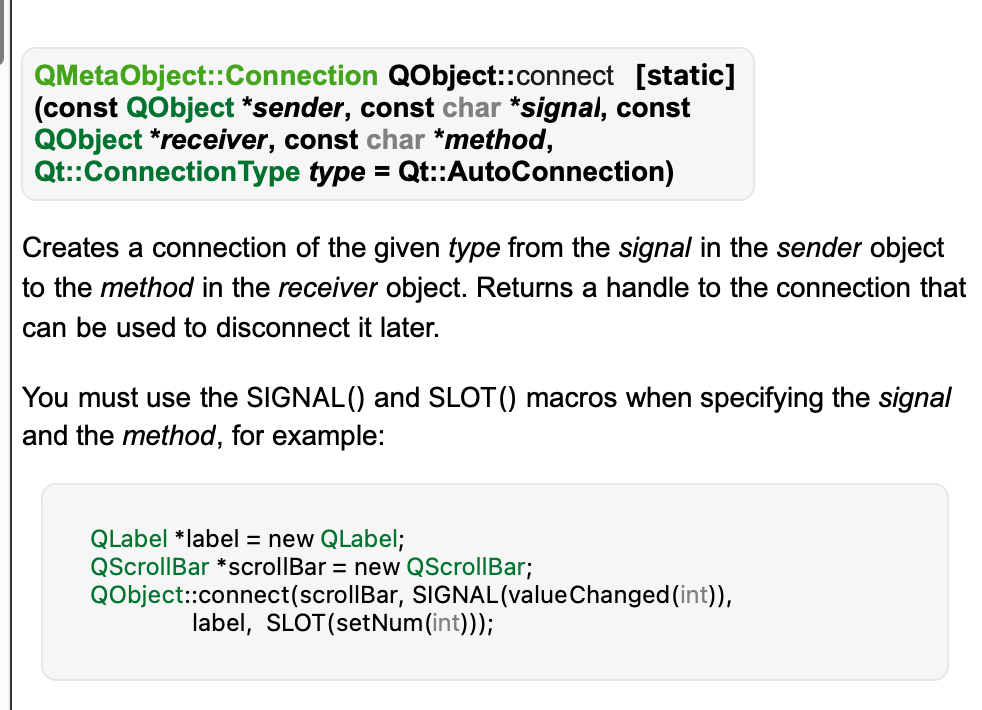 QMetaObject::Connection QObject::connect [static]
(const QObject *sender, const char *signal, const
QObject *receiver, const char *method,
Qt::ConnectionType type = Qt::AutoConnection)
Creates a connection of the given type from the signal in the sender object
to the method in the receiver object. Returns a handle to the connection that
can be used to disconnect it later.
You must use the SIGNAL() and SLOT() macros when specifying the signal
and the method, for example:
QLabel *label = new QLabel;
QScrollBar *scrollBar = new QScrollBar;
QObject::connect(scrollBar, SIGNAL(valueChanged(int)),
label, SLOT(setNum(int)));